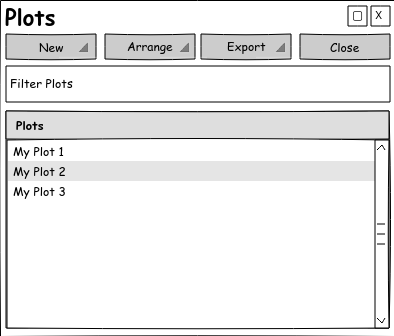 Plots
X
New Arrange Export Close
Filter Plots
Plots
My Plot 1
My Plot 2
My Plot 3